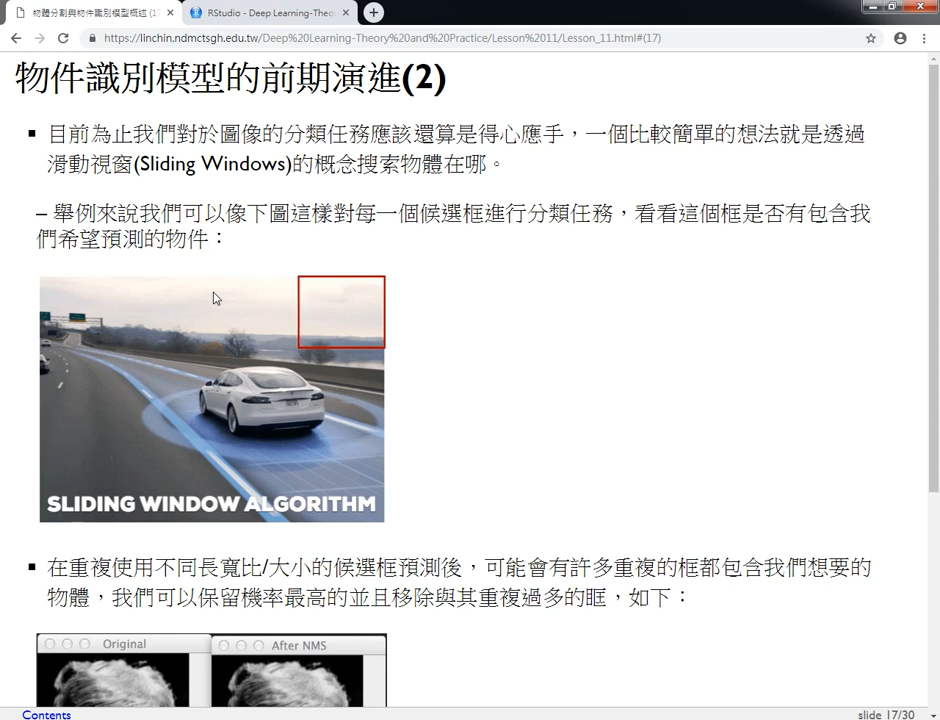 物體分割與物件識別模型概述 (1
RStudio - Deep Learning-Theo
https://linchin.ndmctsgh.edu.tw/Deep%20Learning-Theory%20and%20Practice/Lesson%2011/Lesson_11.html#(17)
物件識別模型的前期演進(2)
▪ 目前為止我們對於圖像的分類任務應該還算是得心應手，一個比較簡單的想法就是透過
滑動視窗(Sliding Windows)的概念搜索物體在哪。
– 舉例來說我們可以像下圖這樣對每一個候選框進行分類任務，看看這個框是否有包含我
們希望預測的物件：
SLIDING WINDOW ALGORITHM
▪ 在重複使用不同長寬比/大小的候選框預測後，可能會有許多重複的框都包含我們想要的
物體，我們可以保留機率最高的並且移除與其重複過多的眶，如下：
Original
After NMS
Contents
slide 17/30